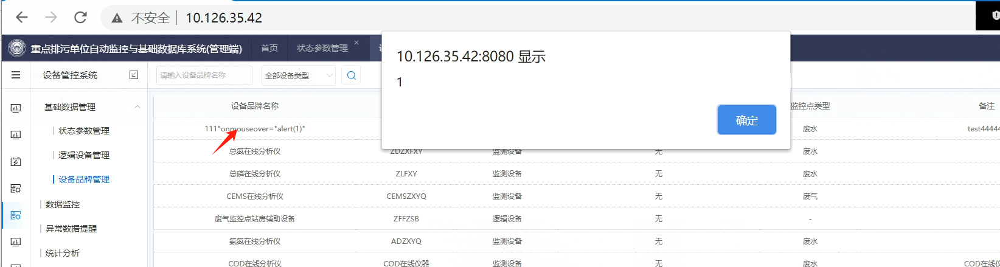 不安全 10.126.35.42
重点排污单位自动监控与基础数据库系统(管理端) 首页 状态参数管理
10.126.35.42:8080 显示
1
确定
设备管控系统 请输入设备品牌名称 全部设备类型
基础数据管理
状态参数管理
逻辑设备管理
设备品牌管理
数据监控
异常数据提醒
统计分析
设备品牌名称 监控点类型 备注
111"onmouseover="alert(1)" 废水 test4444
总氮在线分析仪 ZDZXFXY 监测设备 无 废水
总磷在线分析仪 ZLFXY 监测设备 无 废水
CEMS在线分析仪 CEMSZXYQ 监测设备 无 废气
废气监控点站房辅助设备 ZFFZSB 逻辑设备 无 -
氨氮在线分析仪 ADZXYQ 监测设备 无 废水
COD在线分析仪 COD在线仪器 监测设备 无 废水 COD在线